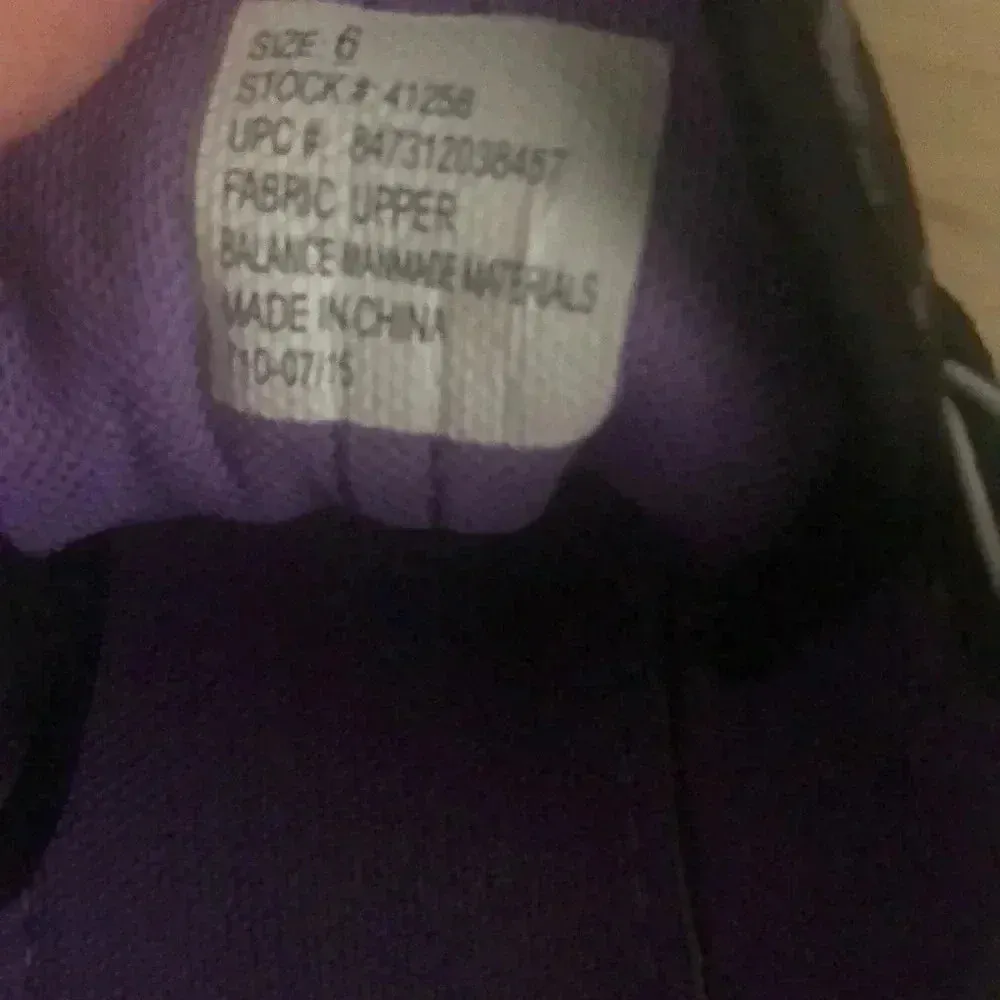 SIZE 6
STOCK # 41258
UPC # 847312038457
FABRIC UPPER
BALANCE MANMADE MATERIALS
MADE IN CHINA
10-07/15